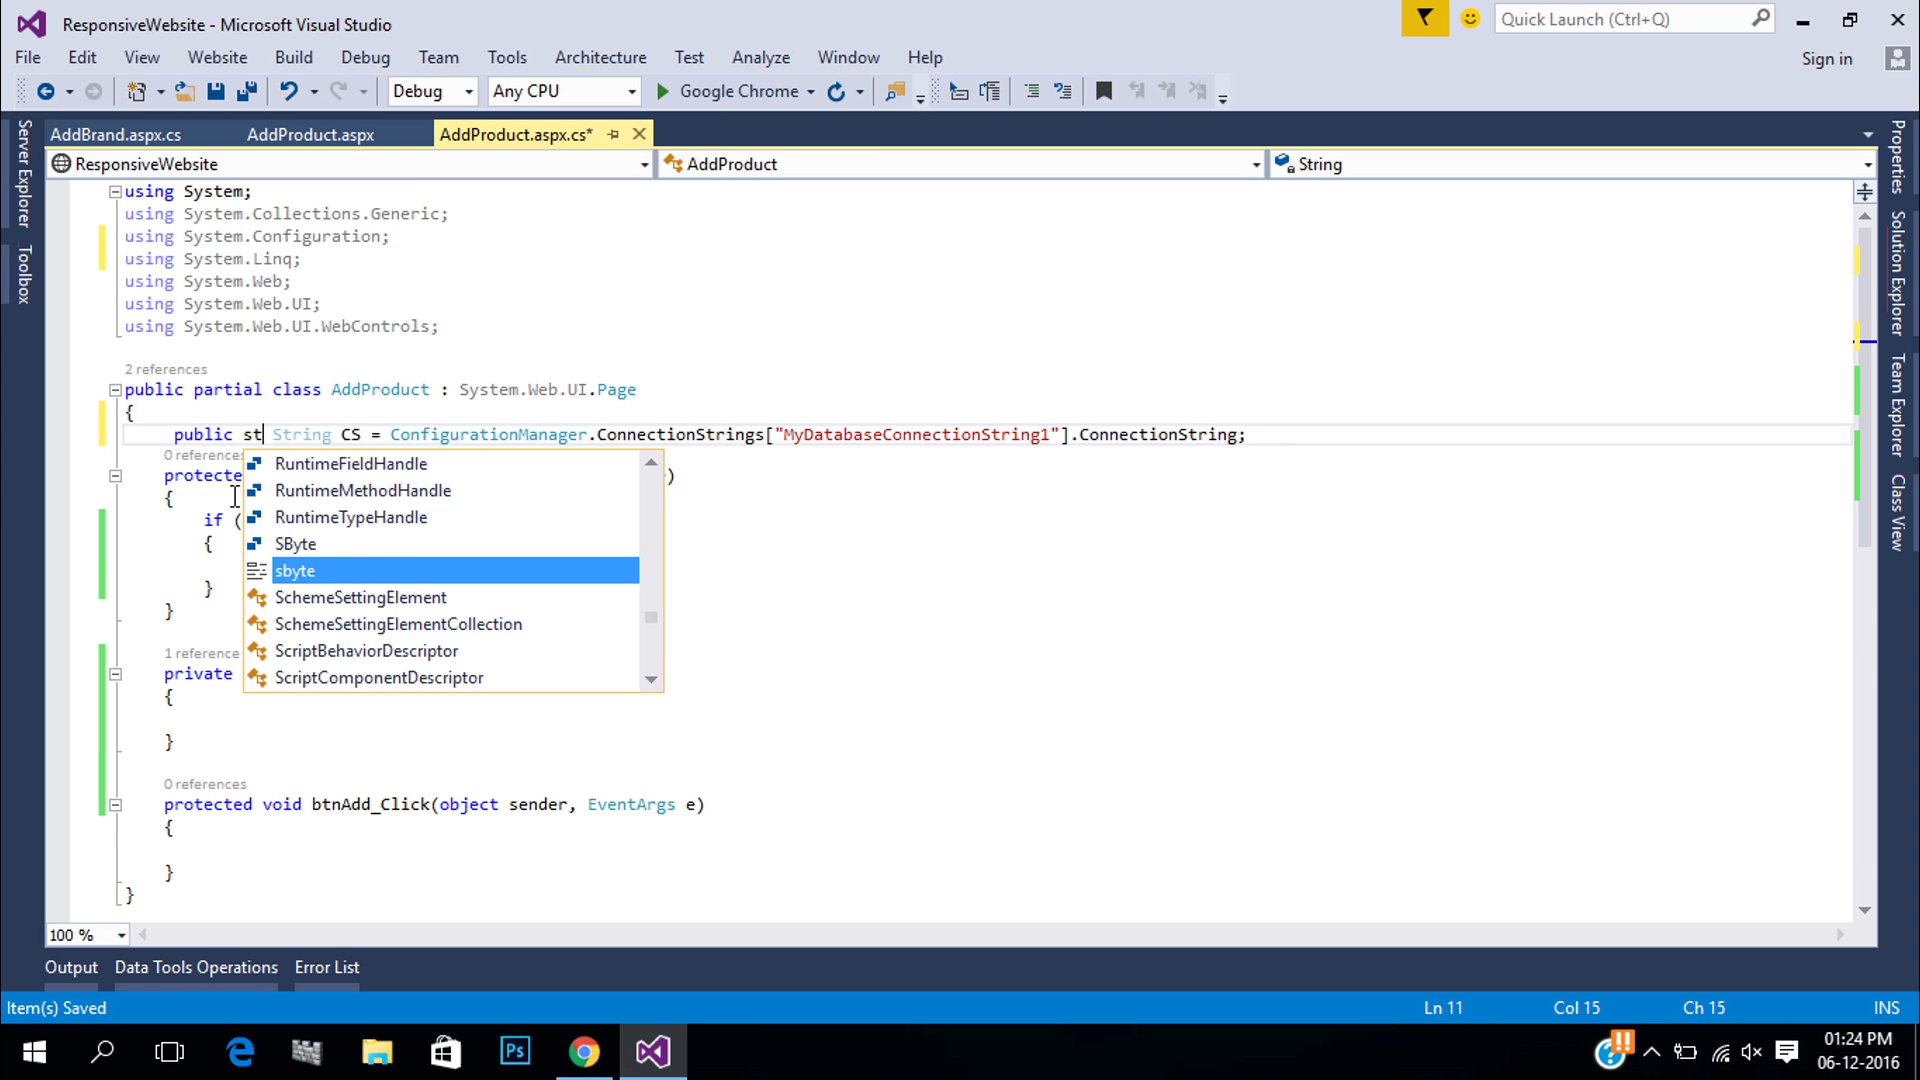 ResponsiveWebsite - Microsoft Visual Studio
Quick Launch (Ctrl+Q)
File Edit View Website Build Debug Team Tools Test Architecture Analyze Window Help
Sign in
Debug Any CPU Google Chrome
AddBrand.aspx.cs AddProduct.aspx AddProduct.aspx.cs*
ResponsiveWebsite AddProduct String
Server Explorer
Toolbox
Properties
Solution Explorer
Team Explorer
Class View
using System;
using System.Collections.Generic;
using System.Configuration;
using System.Linq;
using System.Web;
using System.Web.UI;
using System.Web.UI.WebControls;
2 references
public partial class AddProduct : System.Web.UI.Page
{
public st String CS = ConfigurationManager.ConnectionStrings["MyDatabaseConnectionString1"].ConnectionString;
0 references
protecte )
{
if (
{
}
}
RuntimeFieldHandle
RuntimeMethodHandle
RuntimeTypeHandle
SByte
sbyte
SchemeSettingElement
SchemeSettingElementCollection
ScriptBehaviorDescriptor
ScriptComponentDescriptor
1 reference
private
{
}
0 references
protected void btnAdd_Click(object sender, EventArgs e)
{
}
}
100 %
Output Data Tools Operations Error List
Item(s) Saved Ln 11 Col 15 Ch 15 INS
Ps
01:24 PM
06-12-2016